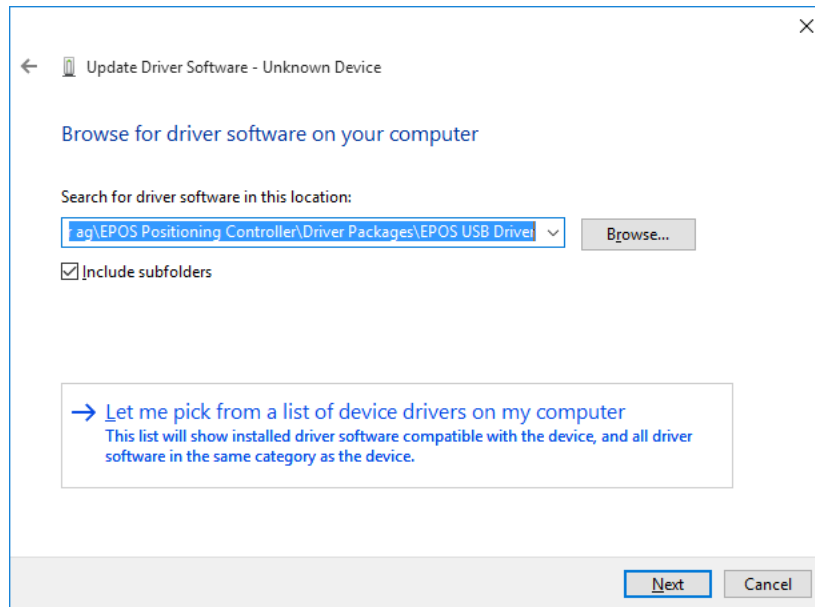 Update Driver Software - Unknown Device
Browse for driver software on your computer
Search for driver software in this location:
ag\EPOS Positioning Controller\Driver Packages\EPOS USB Driver
Browse...
Include subfolders
Let me pick from a list of device drivers on my computer
This list will show installed driver software compatible with the device, and all driver
software in the same category as the device.
Next
Cancel